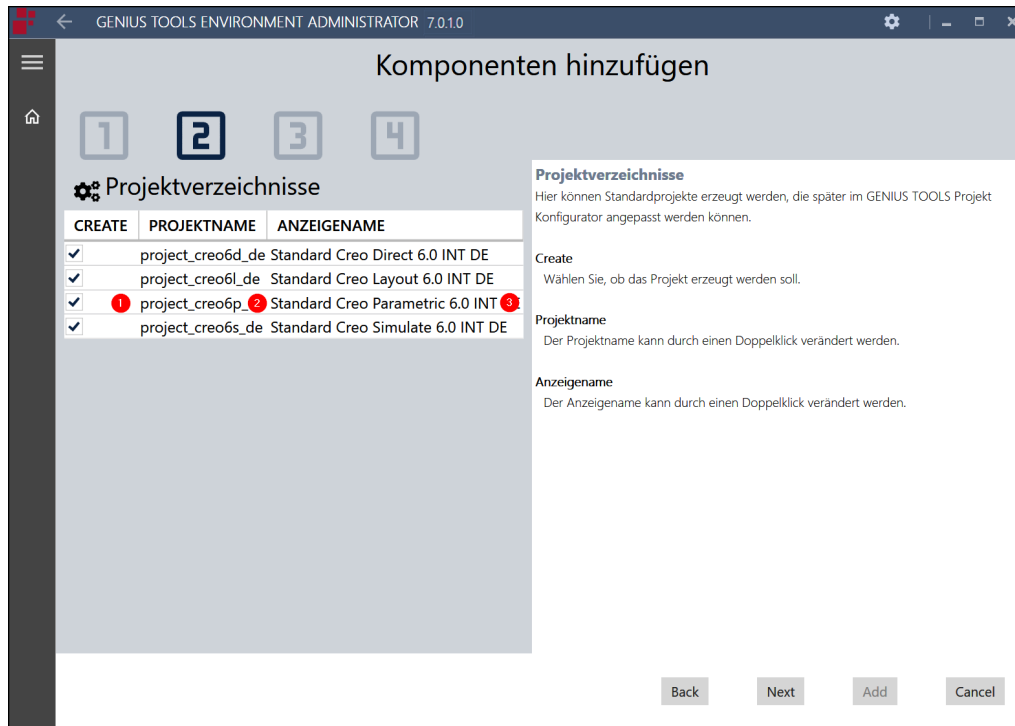 GENIUS TOOLS ENVIRONMENT ADMINISTRATOR 7.0.1.0
Komponenten hinzufügen
1 2 3 4
Projektverzeichnisse
CREATE PROJEKTNAME ANZEIGENAME
project_creo6d_de Standard Creo Direct 6.0 INT DE
project_creo6l_de Standard Creo Layout 6.0 INT DE
1 project_creo6p_ 2 Standard Creo Parametric 6.0 INT 3
project_creo6s_de Standard Creo Simulate 6.0 INT DE
Projektverzeichnisse
Hier können Standardprojekte erzeugt werden, die später im GENIUS TOOLS Projekt
Konfigurator angepasst werden können.
Create
Wählen Sie, ob das Projekt erzeugt werden soll.
Projektname
Der Projektname kann durch einen Doppelklick verändert werden.
Anzeigename
Der Anzeigename kann durch einen Doppelklick verändert werden.
Back Next Add Cancel